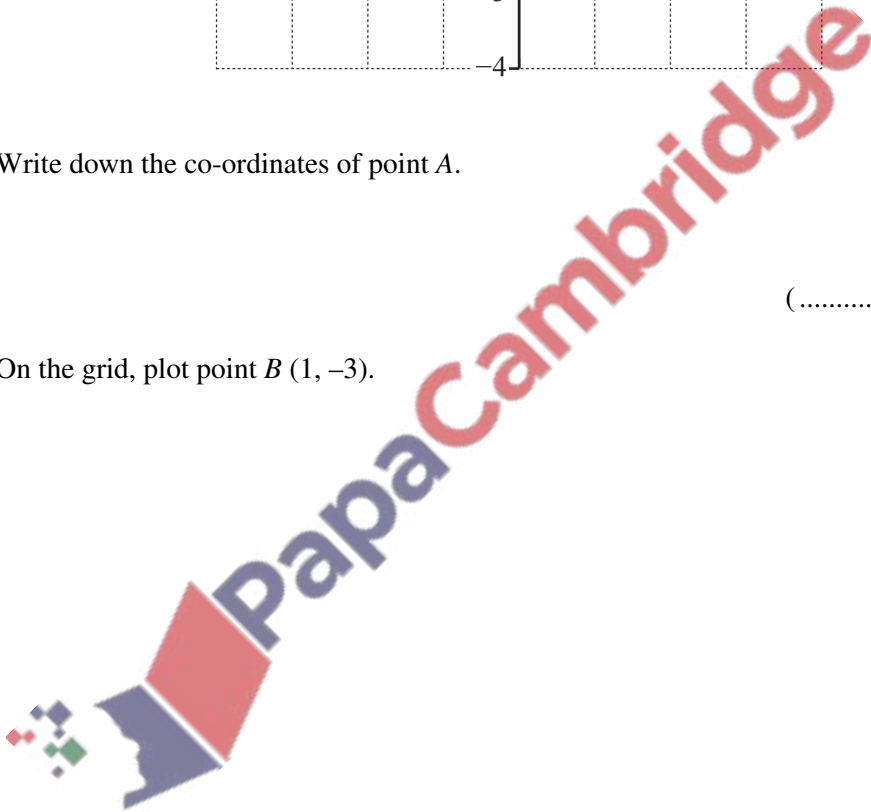 –4
Write down the co-ordinates of point A.
( ..........
On the grid, plot point B (1, –3).
PapaCambridge